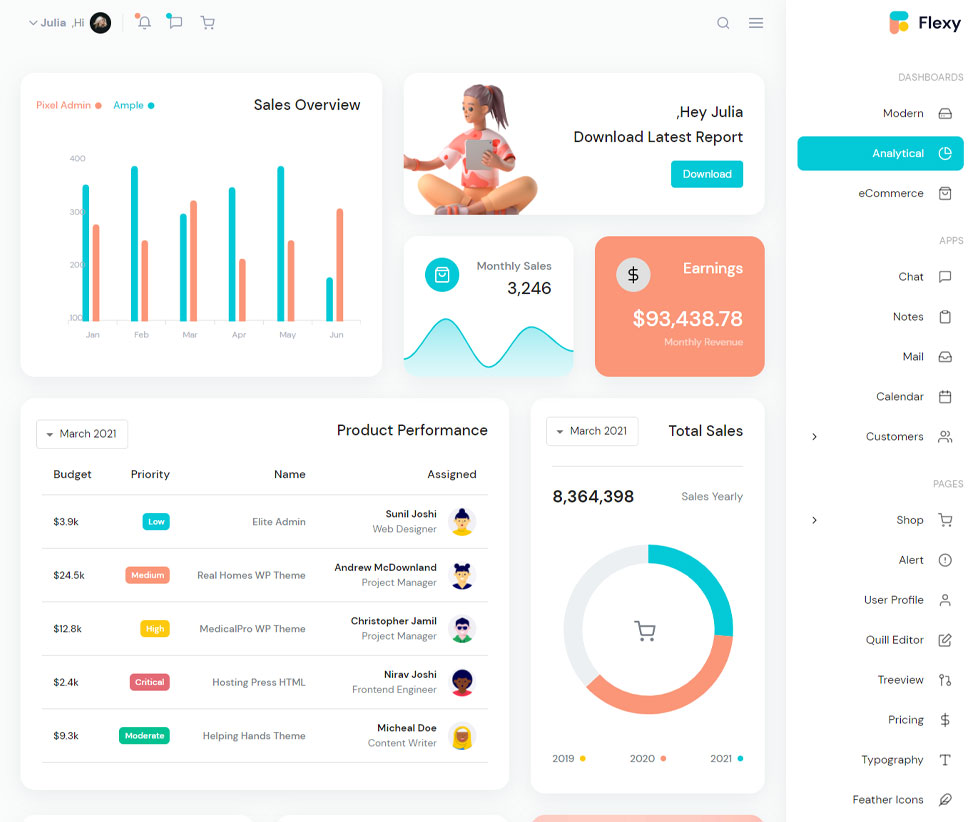 Julia ,Hi
Flexy
DASHBOARDS
Modern
Analytical
eCommerce
APPS
Chat
Notes
Mail
Calendar
Customers
PAGES
Shop
Alert
User Profile
Quill Editor
Treeview
Pricing
Typography
Feather Icons
Pixel Admin Ample Sales Overview
400
300
200
100
Jan Feb Mar Apr May Jun
,Hey Julia
Download Latest Report
Download
Monthly Sales
3,246
$
Earnings
$93,438.78
Monthly Revenue
March 2021 Product Performance
Budget Priority Name Assigned
$3.9k Low Elite Admin Sunil Joshi
Web Designer
$24.5k Medium Real Homes WP Theme Andrew McDownland
Project Manager
$12.8k High MedicalPro WP Theme Christopher Jamil
Project Manager
$2.4k Critical Hosting Press HTML Nirav Joshi
Frontend Engineer
$9.3k Moderate Helping Hands Theme Micheal Doe
Content Writer
March 2021 Total Sales
8,364,398 Sales Yearly
2019 2020 2021